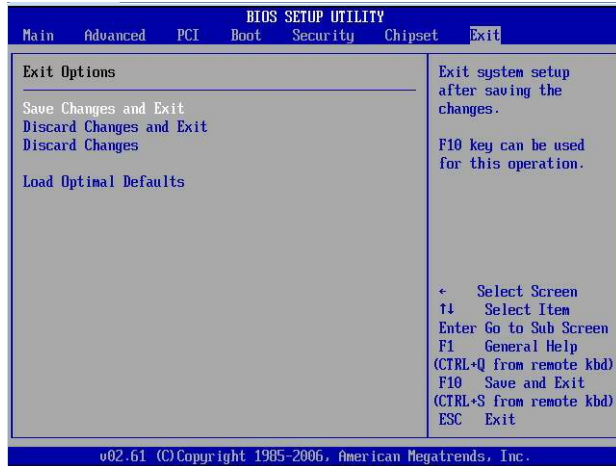 BIOS SETUP UTILITY
Main Advanced PCI Boot Security Chipset Exit
Exit Options
Save Changes and Exit
Discard Changes and Exit
Discard Changes
Load Optimal Defaults
Exit system setup
after saving the
changes.
F10 key can be used
for this operation.
← Select Screen
↑↓ Select Item
Enter Go to Sub Screen
F1 General Help
(CTRL+Q from remote kbd)
F10 Save and Exit
(CTRL+S from remote kbd)
ESC Exit
v02.61 (C)Copyright 1985-2006, American Megatrends, Inc.